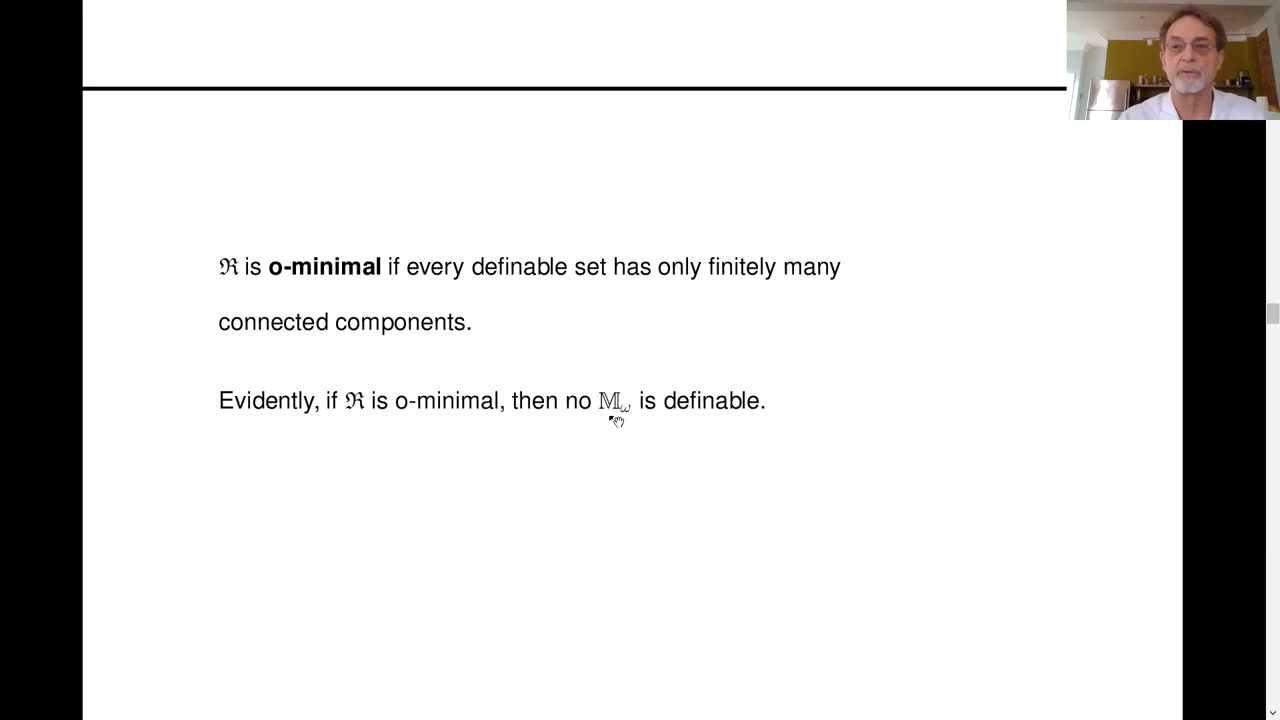 ℜ is o-minimal if every definable set has only finitely many
connected components.
Evidently, if ℜ is o-minimal, then no 𝕄_ω is definable.